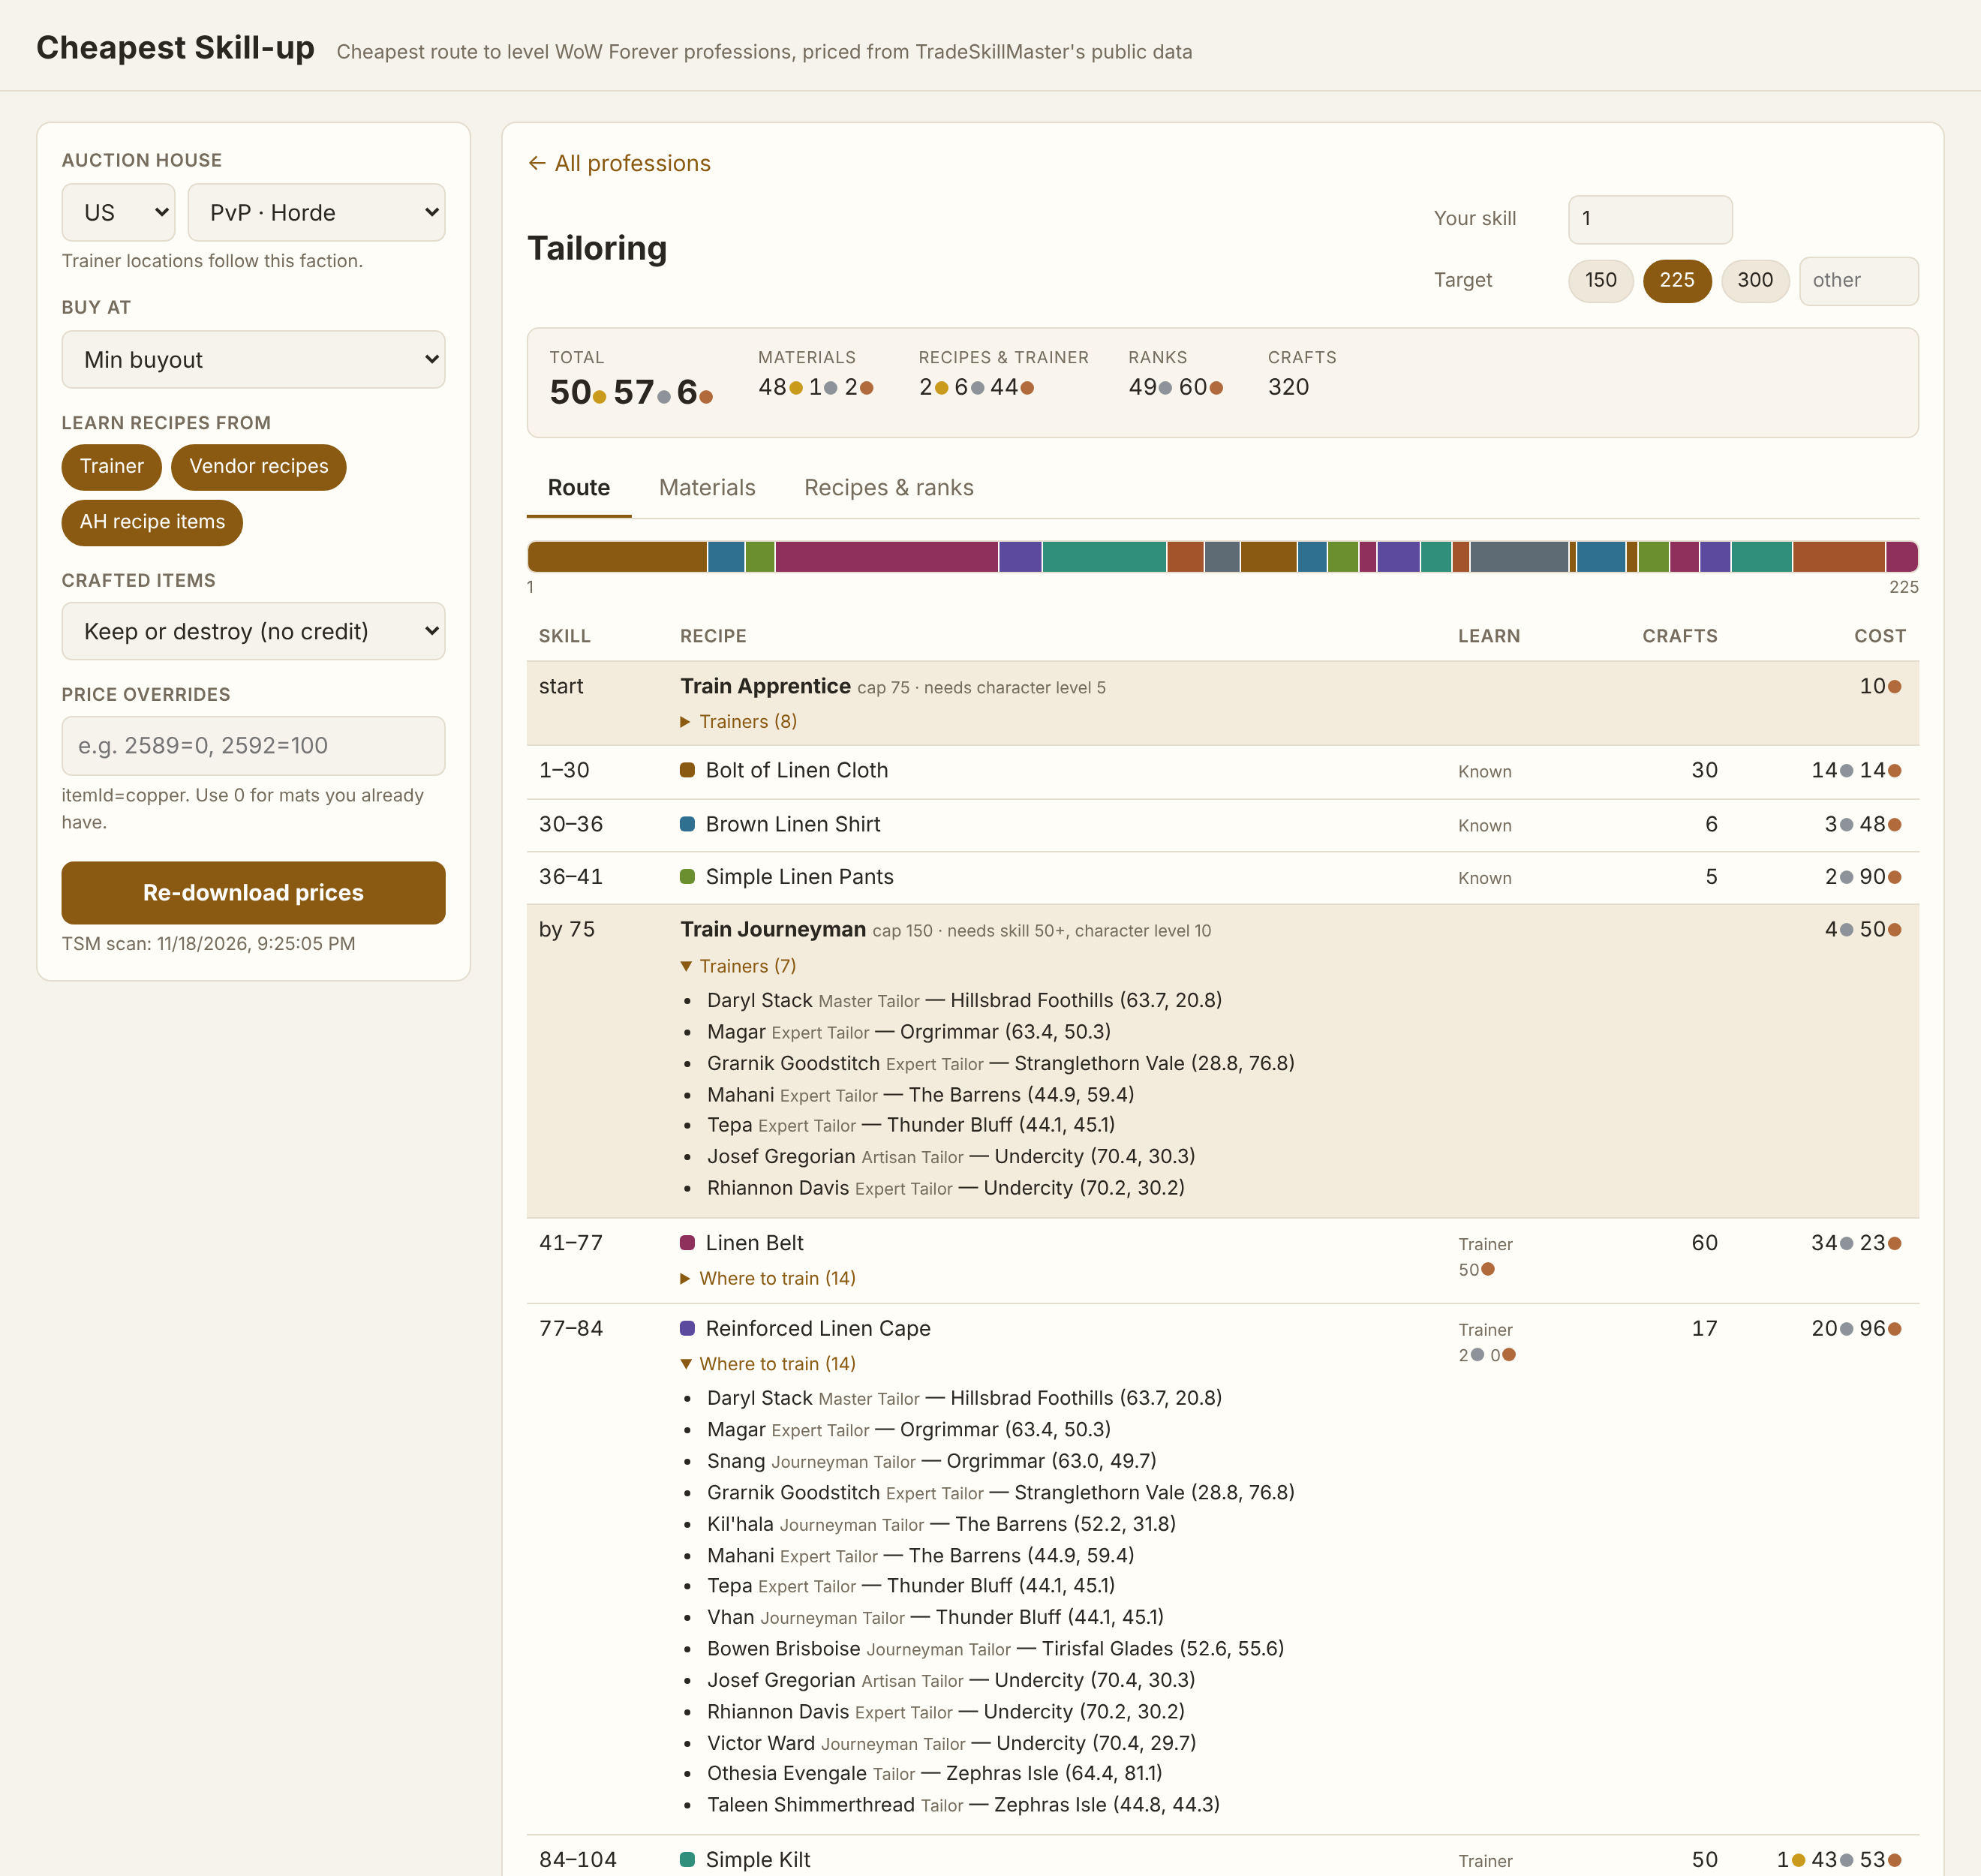 Cheapest Skill-up Cheapest route to level WoW Forever professions, priced from TradeSkillMaster's public data
AUCTION HOUSE
US PvP · Horde
Trainer locations follow this faction.
BUY AT
Min buyout
LEARN RECIPES FROM
Trainer Vendor recipes
AH recipe items
CRAFTED ITEMS
Keep or destroy (no credit)
PRICE OVERRIDES
e.g. 2589=0, 2592=100
itemId=copper. Use 0 for mats you already
have.
Re-download prices
TSM scan: 11/18/2026, 9:25:05 PM
← All professions
Tailoring
Your skill 1
Target 150 225 300 other
TOTAL MATERIALS RECIPES & TRAINER RANKS CRAFTS
50 57 6 48 1 2 2 6 44 49 60 320
Route Materials Recipes & ranks
1 225
SKILL RECIPE LEARN CRAFTS COST
start Train Apprentice cap 75 · needs character level 5 10
▶ Trainers (8)
1–30 Bolt of Linen Cloth Known 30 14 14
30–36 Brown Linen Shirt Known 6 3 48
36–41 Simple Linen Pants Known 5 2 90
by 75 Train Journeyman cap 150 · needs skill 50+, character level 10 4 50
▼ Trainers (7)
• Daryl Stack Master Tailor — Hillsbrad Foothills (63.7, 20.8)
• Magar Expert Tailor — Orgrimmar (63.4, 50.3)
• Grarnik Goodstitch Expert Tailor — Stranglethorn Vale (28.8, 76.8)
• Mahani Expert Tailor — The Barrens (44.9, 59.4)
• Tepa Expert Tailor — Thunder Bluff (44.1, 45.1)
• Josef Gregorian Artisan Tailor — Undercity (70.4, 30.3)
• Rhiannon Davis Expert Tailor — Undercity (70.2, 30.2)
41–77 Linen Belt Trainer 60 34 23
▶ Where to train (14) 50
77–84 Reinforced Linen Cape Trainer 17 20 96
▼ Where to train (14) 2 0
• Daryl Stack Master Tailor — Hillsbrad Foothills (63.7, 20.8)
• Magar Expert Tailor — Orgrimmar (63.4, 50.3)
• Snang Journeyman Tailor — Orgrimmar (63.0, 49.7)
• Grarnik Goodstitch Expert Tailor — Stranglethorn Vale (28.8, 76.8)
• Kil'hala Journeyman Tailor — The Barrens (52.2, 31.8)
• Mahani Expert Tailor — The Barrens (44.9, 59.4)
• Tepa Expert Tailor — Thunder Bluff (44.1, 45.1)
• Vhan Journeyman Tailor — Thunder Bluff (44.1, 45.1)
• Bowen Brisboise Journeyman Tailor — Tirisfal Glades (52.6, 55.6)
• Josef Gregorian Artisan Tailor — Undercity (70.4, 30.3)
• Rhiannon Davis Expert Tailor — Undercity (70.2, 30.2)
• Victor Ward Journeyman Tailor — Undercity (70.4, 29.7)
• Othesia Evengale Tailor — Zephras Isle (64.4, 81.1)
• Taleen Shimmerthread Tailor — Zephras Isle (44.8, 44.3)
84–104 Simple Kilt Trainer 50 1 43 53